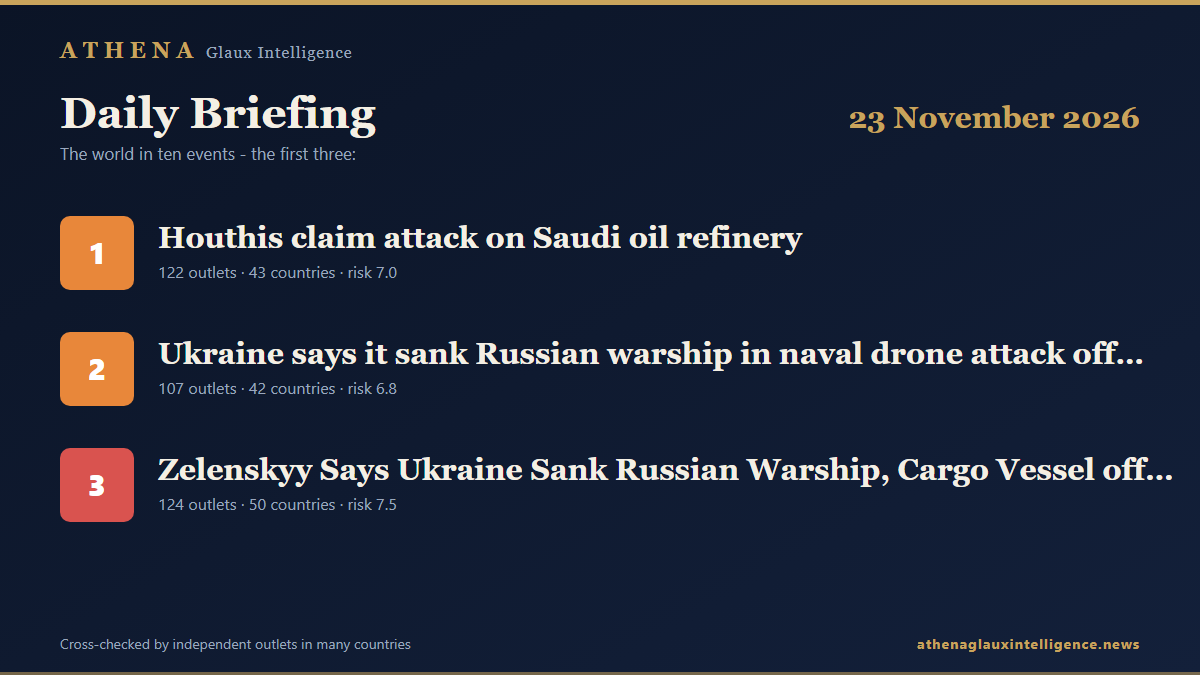 ATHENA Glaux Intelligence
Daily Briefing
23 November 2026
The world in ten events - the first three:
1
Houthis claim attack on Saudi oil refinery
122 outlets · 43 countries · risk 7.0
2
Ukraine says it sank Russian warship in naval drone attack off...
107 outlets · 42 countries · risk 6.8
3
Zelenskyy Says Ukraine Sank Russian Warship, Cargo Vessel off...
124 outlets · 50 countries · risk 7.5
Cross-checked by independent outlets in many countries
athenaglauxintelligence.news